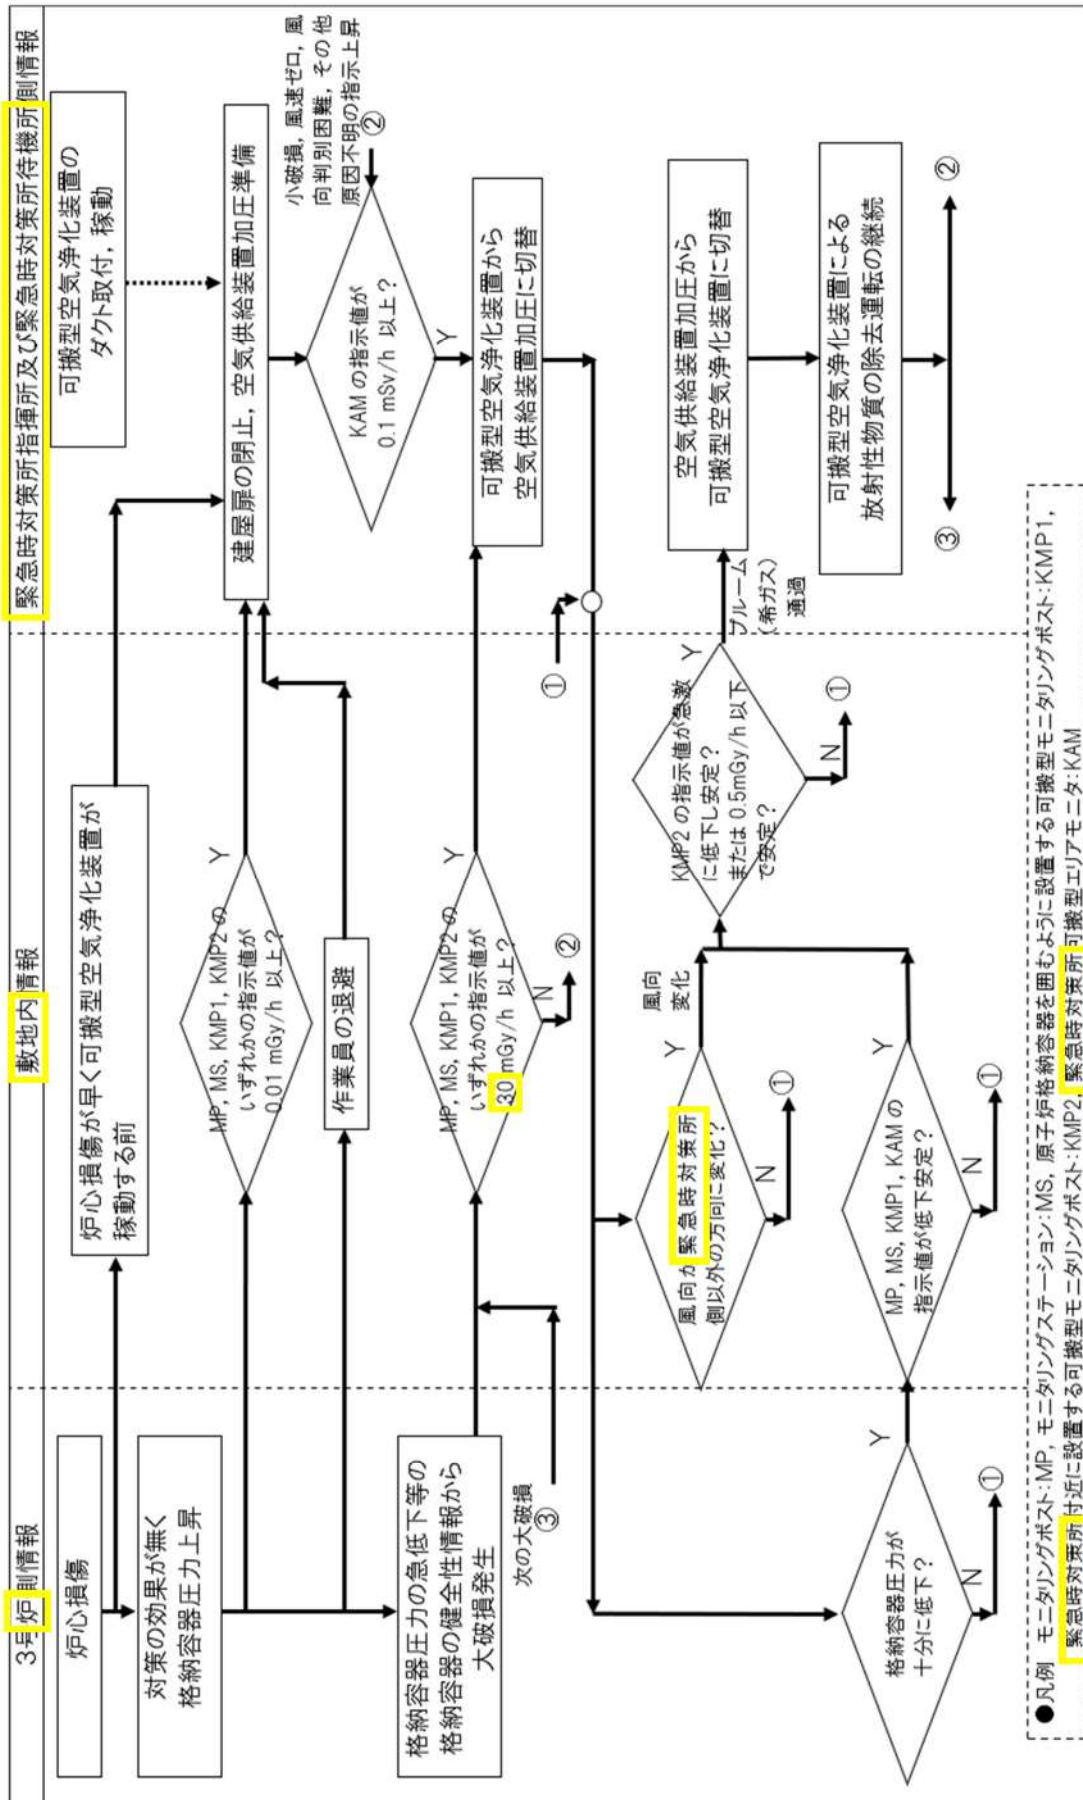 3号炉側情報
敷地内情報
緊急時対策所指揮所及び緊急時対策所待機所側情報
炉心損傷
炉心損傷が早く可搬型空気浄化装置が
稼動する前
可搬型空気浄化装置の
ダクト取付, 稼動
対策の効果が無く
格納容器圧力上昇
MP, MS, KMP1, KMP2 の
いずれかの指示値が
0.01 mGy/h 以上?
Y
建屋扉の閉止, 空気供給装置加圧準備
作業員の退避
小破損, 風速ゼロ, 風
向判別困難, その他
原因不明の指示上昇
②
KAM の指示値が
0.1 mSv/h 以上?
Y
格納容器圧力の急低下等の
格納容器の健全性情報から
大破損発生
MP, MS, KMP1, KMP2 の
いずれかの指示値が
30 mGy/h 以上?
Y
N
②
可搬型空気浄化装置から
空気供給装置加圧に切替
次の大破損
③
①
風向が緊急時対策所
側以外の方向に変化?
Y
N
①
風向
変化
KMP2 の指示値が急激
に低下し安定?
または 0.5mGy/h 以下
で安定?
Y
N
①
プルーム
(希ガス)
通過
空気供給装置加圧から
可搬型空気浄化装置に切替
可搬型空気浄化装置による
放射性物質の除去運転の継続
③
②
格納容器圧力が
十分に低下?
Y
N
①
MP, MS, KMP1, KAM の
指示値が低下安定?
Y
N
①
●凡例 モニタリングポスト:MP, モニタリングステーション:MS, 原子炉格納容器を囲むように設置する可搬型モニタリングポスト:KMP1,
緊急時対策所付近に設置する可搬型モニタリングポスト:KMP2, 緊急時対策所可搬型エリアモニタ:KAM